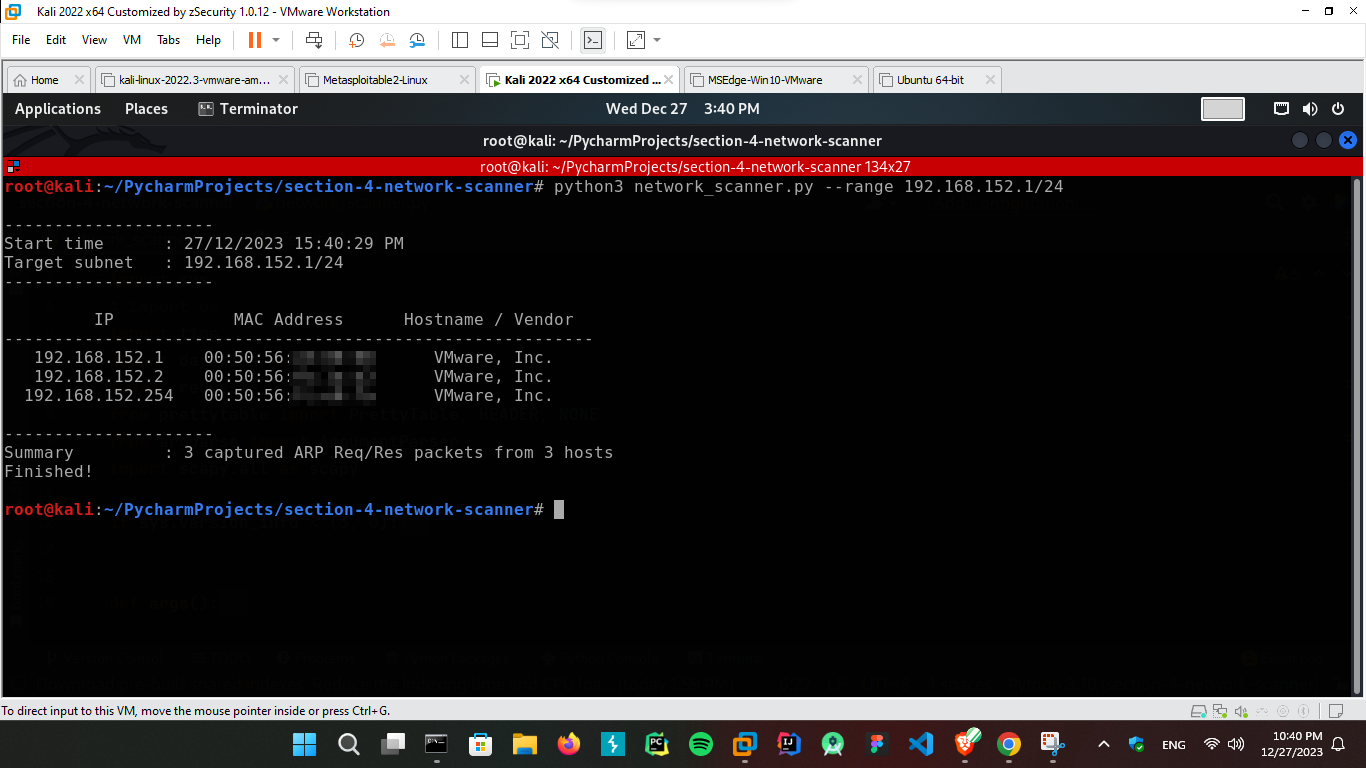 Kali 2022 x64 Customized by zSecurity 1.0.12 - VMware Workstation
File Edit View VM Tabs Help
Home kali-linux-2022.3-vmware-am... Metasploitable2-Linux Kali 2022 x64 Customized ... MSEdge-Win10-VMware Ubuntu 64-bit
Applications Places Terminator Wed Dec 27 3:40 PM
root@kali: ~/PycharmProjects/section-4-network-scanner
root@kali: ~/PycharmProjects/section-4-network-scanner 134x27
root@kali:~/PycharmProjects/section-4-network-scanner# python3 network_scanner.py --range 192.168.152.1/24
---------------------
Start time : 27/12/2023 15:40:29 PM
Target subnet : 192.168.152.1/24
---------------------
IP MAC Address Hostname / Vendor
-----------------------------------------------------------
192.168.152.1 00:50:56: VMware, Inc.
192.168.152.2 00:50:56: VMware, Inc.
192.168.152.254 00:50:56: VMware, Inc.
---------------------
Summary : 3 captured ARP Req/Res packets from 3 hosts
Finished!
root@kali:~/PycharmProjects/section-4-network-scanner#
To direct input to this VM, move the mouse pointer inside or press Ctrl+G.
ENG
10:40 PM
12/27/2023